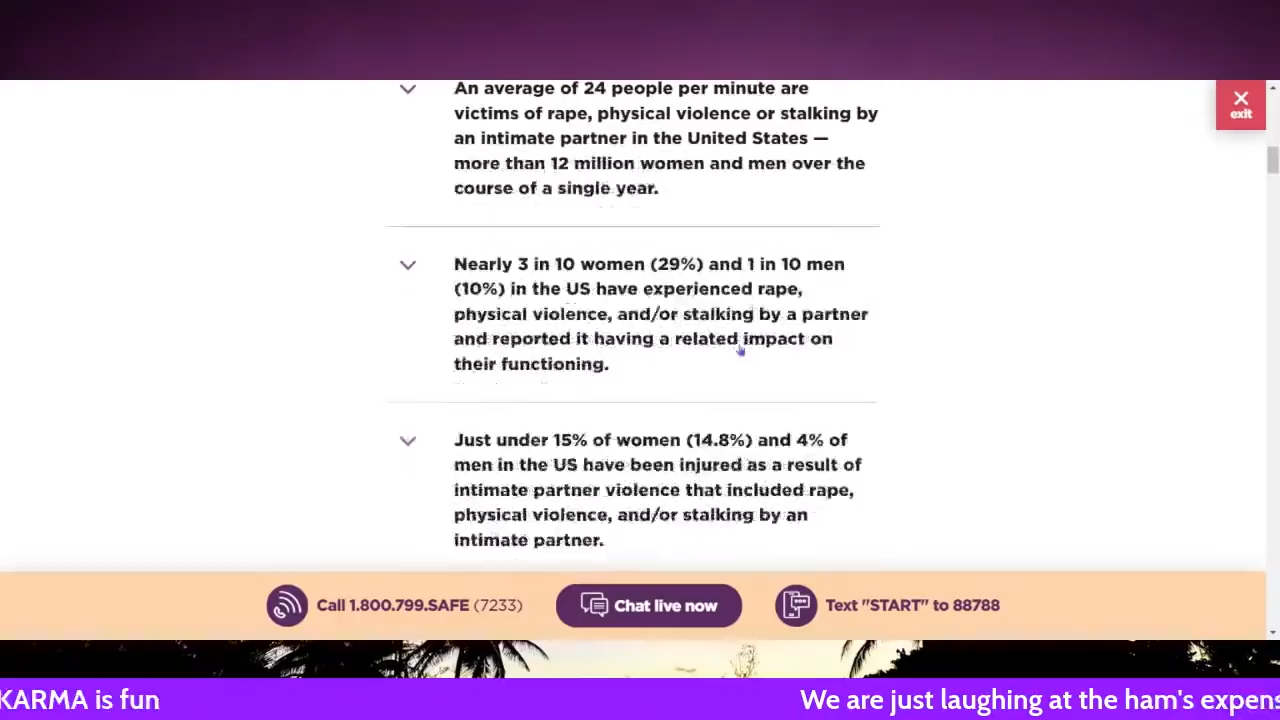 An average of 24 people per minute are
victims of rape, physical violence or stalking by
an intimate partner in the United States —
more than 12 million women and men over the
course of a single year.
exit
Nearly 3 in 10 women (29%) and 1 in 10 men
(10%) in the US have experienced rape,
physical violence, and/or stalking by a partner
and reported it having a related impact on
their functioning.
Just under 15% of women (14.8%) and 4% of
men in the US have been injured as a result of
intimate partner violence that included rape,
physical violence, and/or stalking by an
intimate partner.
Call 1.800.799.SAFE (7233)
Chat live now
Text "START" to 88788
KARMA is fun
We are just laughing at the ham's expens